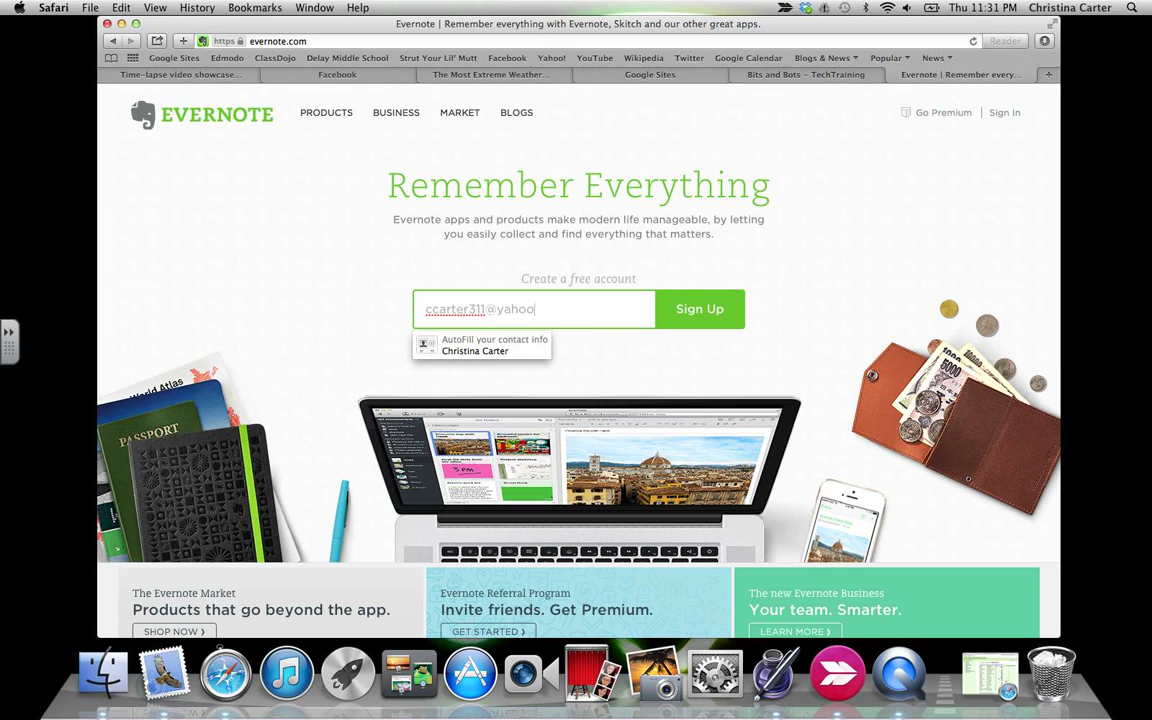 Safari File Edit View History Bookmarks Window Help Thu 11:31 PM Christina Carter
Evernote | Remember everything with Evernote, Skitch and our other great apps.
https evernote.com Reader
Google Sites Edmodo ClassDojo Delay Middle School Strut Your Lil' Mutt Facebook Yahoo! YouTube Wikipedia Twitter Google Calendar Blogs & News Popular News
Time-lapse video showcase... Facebook The Most Extreme Weather... Google Sites Bits and Bots – TechTraining Evernote | Remember every...
EVERNOTE PRODUCTS BUSINESS MARKET BLOGS Go Premium Sign In
Remember Everything
Evernote apps and products make modern life manageable, by letting
you easily collect and find everything that matters.
Create a free account
ccarter311@yahoo Sign Up
AutoFill your contact info
Christina Carter
World Atlas
PASSPORT
5000
1000
The Evernote Market
Products that go beyond the app.
SHOP NOW ›
Evernote Referral Program
Invite friends. Get Premium.
GET STARTED ›
The new Evernote Business
Your team. Smarter.
LEARN MORE ›